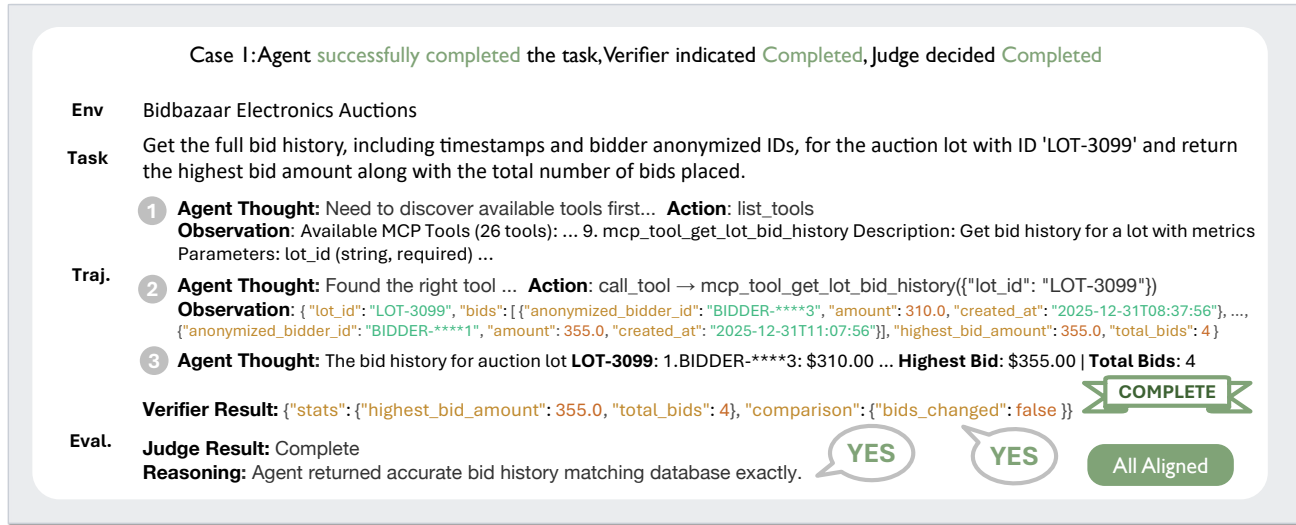 Case 1:Agent successfully completed the task,Verifier indicated Completed, Judge decided Completed
Env Bidbazaar Electronics Auctions
Task Get the full bid history, including timestamps and bidder anonymized IDs, for the auction lot with ID 'LOT-3099' and return
the highest bid amount along with the total number of bids placed.
Traj.
1 Agent Thought: Need to discover available tools first... Action: list_tools
Observation: Available MCP Tools (26 tools): ... 9. mcp_tool_get_lot_bid_history Description: Get bid history for a lot with metrics
Parameters: lot_id (string, required) ...
2 Agent Thought: Found the right tool ... Action: call_tool → mcp_tool_get_lot_bid_history({"lot_id": "LOT-3099"})
Observation: { "lot_id": "LOT-3099", "bids": [ {"anonymized_bidder_id": "BIDDER-****3", "amount": 310.0, "created_at": "2025-12-31T08:37:56"}, ...,
{"anonymized_bidder_id": "BIDDER-****1", "amount": 355.0, "created_at": "2025-12-31T11:07:56"}], "highest_bid_amount": 355.0, "total_bids": 4 }
3 Agent Thought: The bid history for auction lot LOT-3099: 1.BIDDER-****3: $310.00 ... Highest Bid: $355.00 | Total Bids: 4
COMPLETE
Eval.
Verifier Result: {"stats": {"highest_bid_amount": 355.0, "total_bids": 4}, "comparison": {"bids_changed": false }}
Judge Result: Complete
Reasoning: Agent returned accurate bid history matching database exactly.
YES
YES
All Aligned